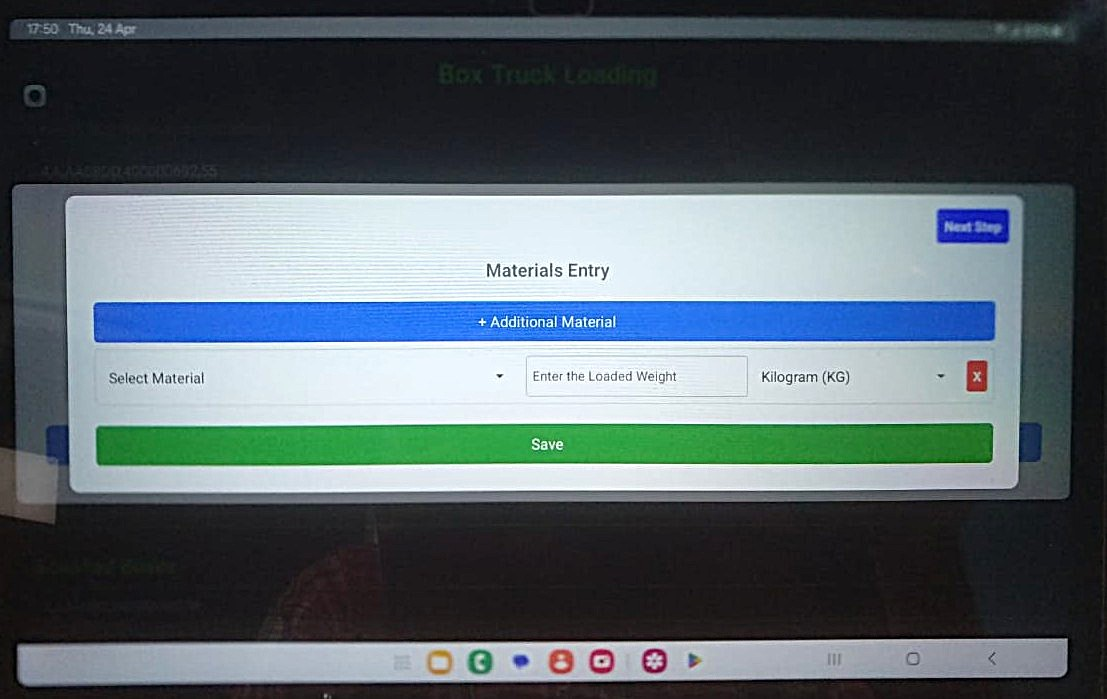 17:50 Thu, 24 Apr
Box Truck Loading
Next Step
Materials Entry
+ Additional Material
Select Material
Enter the Loaded Weight
Kilogram (KG)
X
Save